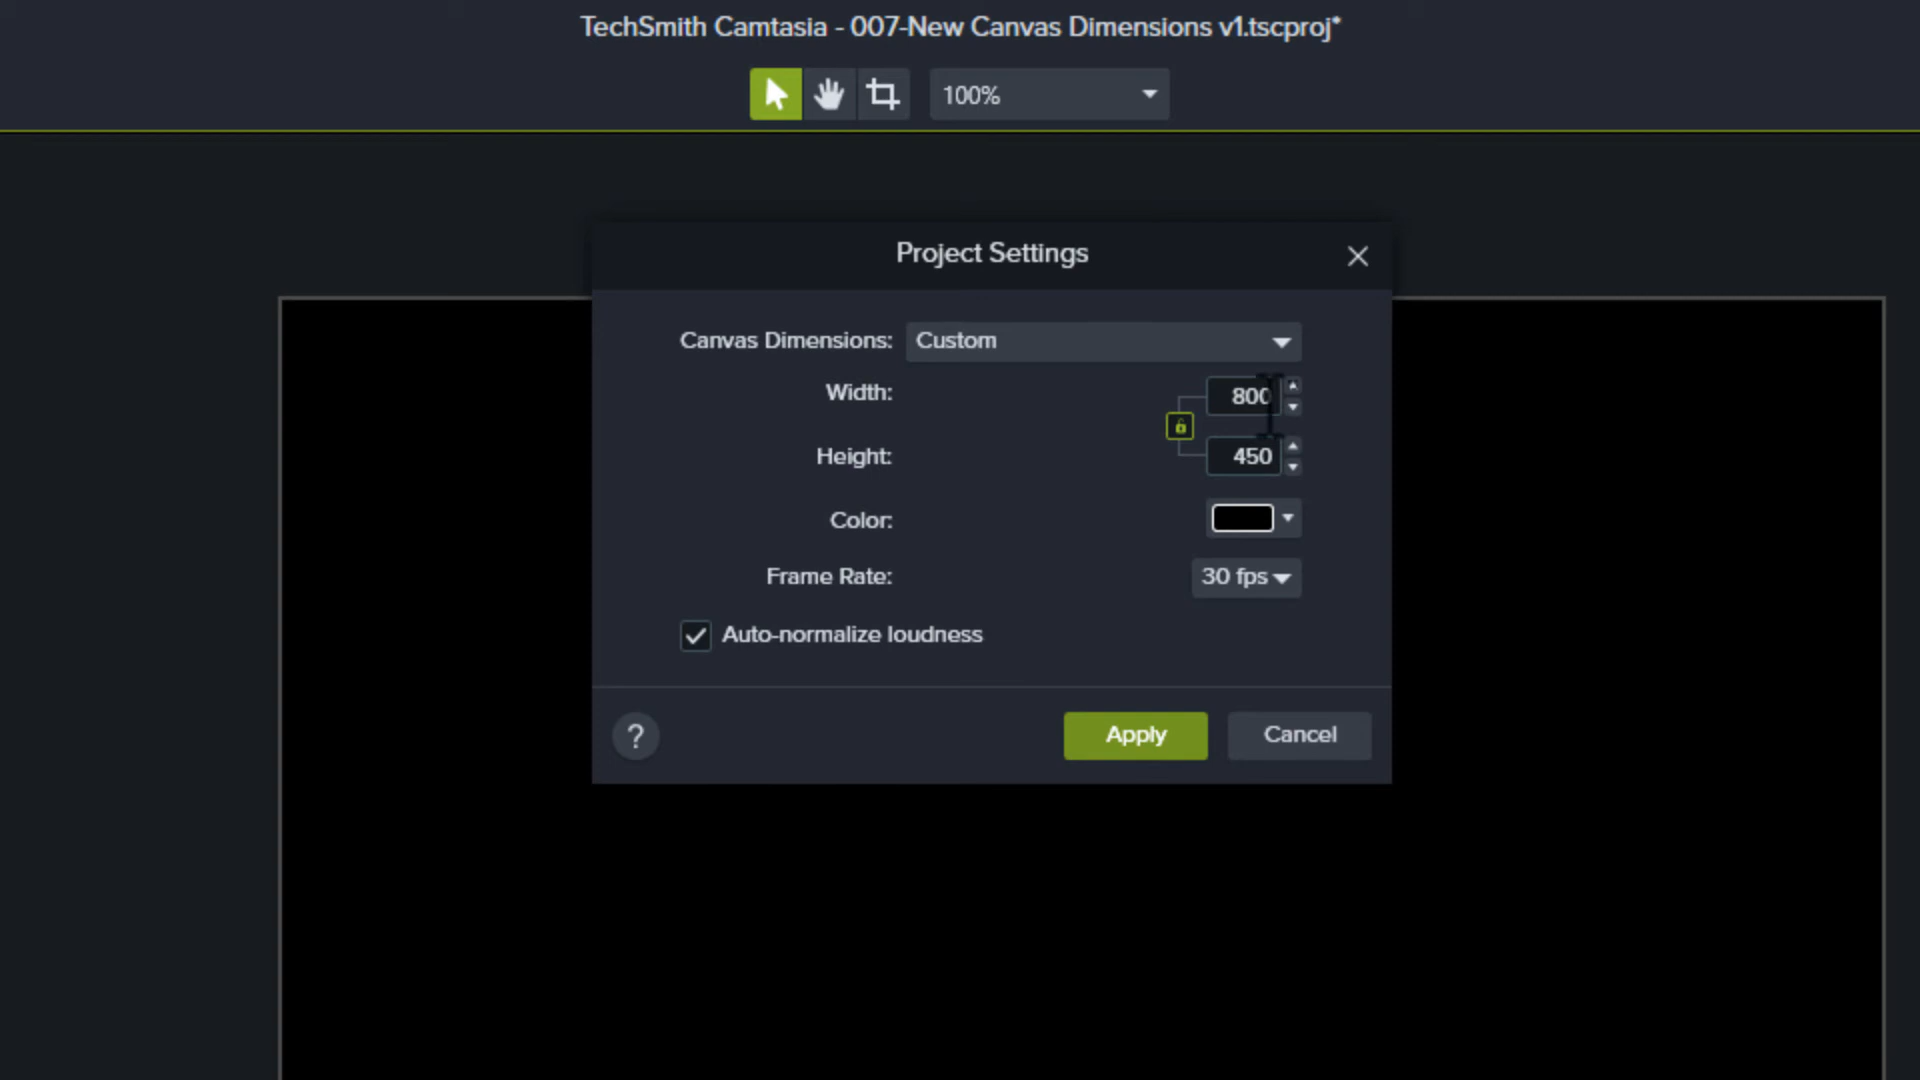 TechSmith Camtasia - 007-New Canvas Dimensions v1.tscproj*
100%
Project Settings
Canvas Dimensions: Custom
Width: 800
Height: 450
Color:
Frame Rate: 30 fps
Auto-normalize loudness
? Apply Cancel